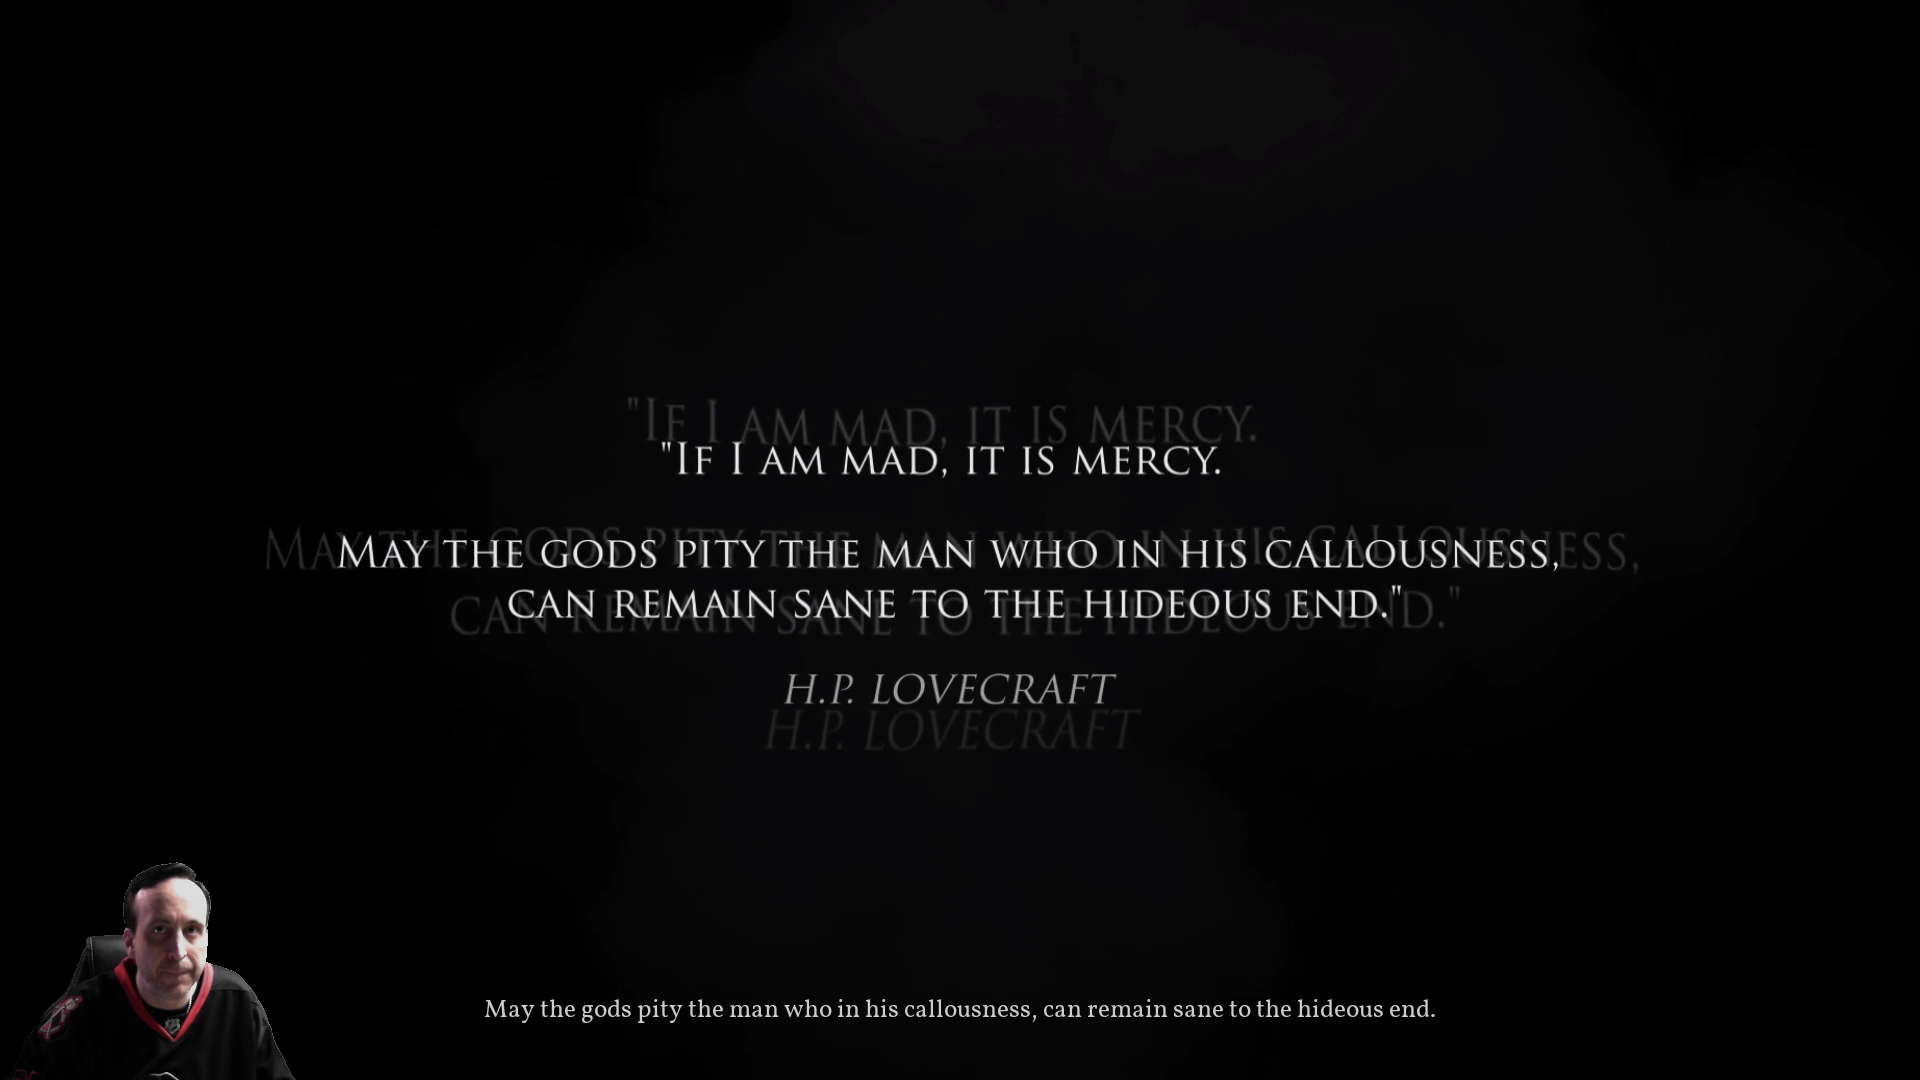 "If I am mad, it is mercy.
May the gods pity the man who in his callousness,
can remain sane to the hideous end."
H.P. Lovecraft
May the gods pity the man who in his callousness, can remain sane to the hideous end.